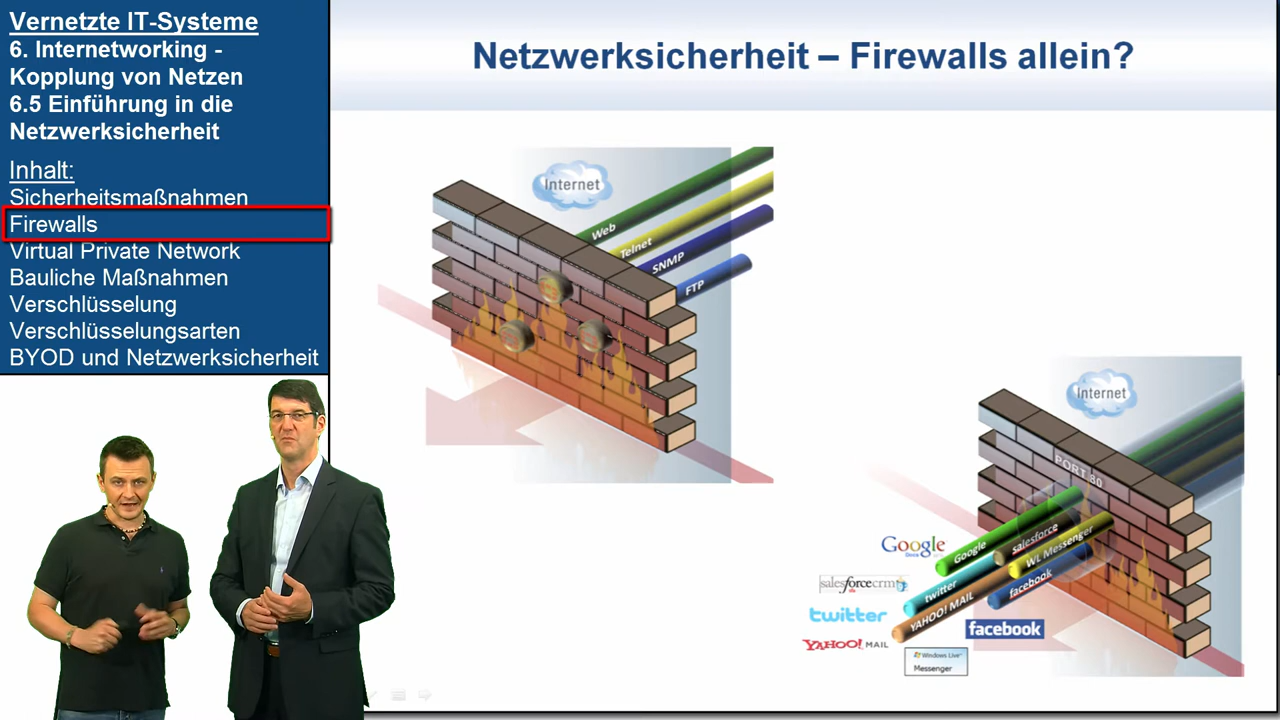 Vernetzte IT-Systeme
6. Internetworking -
Kopplung von Netzen
6.5 Einführung in die
Netzwerksicherheit
Inhalt:
Sicherheitsmaßnahmen
Firewalls
Virtual Private Network
Bauliche Maßnahmen
Verschlüsselung
Verschlüsselungsarten
BYOD und Netzwerksicherheit
Netzwerksicherheit – Firewalls allein?
Internet
Web
Telnet
SNMP
FTP
Internet
PORT 80
Google
salesforce
WL Messenger
twitter
facebook
YAHOO! MAIL
Google
Docs
salesforcecrm
twitter
YAHOO! MAIL
facebook
Windows Live™
Messenger